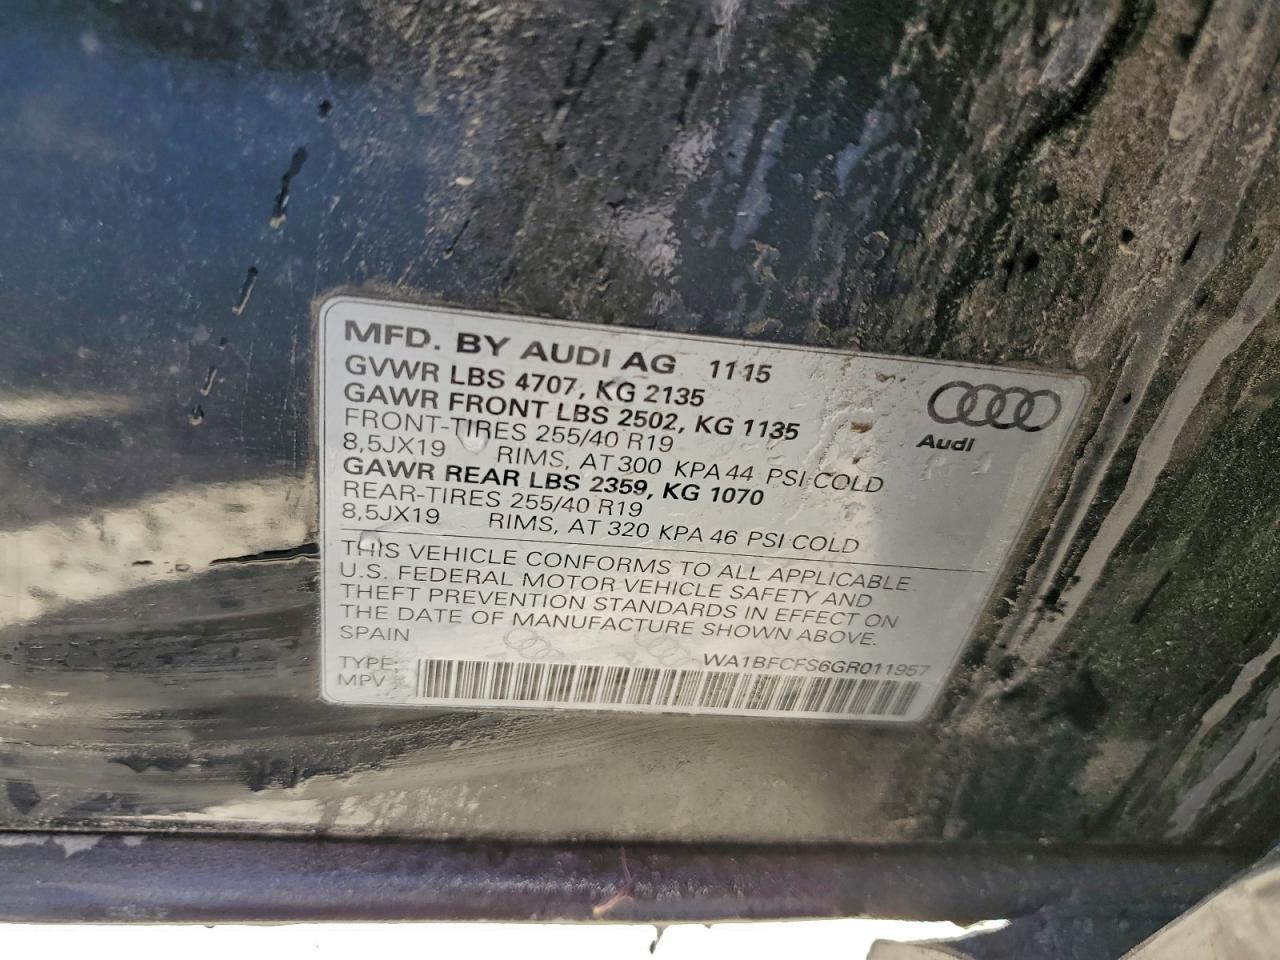 MFD. BY AUDI AG 11 15
GVWR LBS 4707, KG 2135
GAWR FRONT LBS 2502, KG 1135
FRONT-TIRES 255/40 R19
8,5JX19 RIMS, AT 300 KPA 44 PSI COLD
GAWR REAR LBS 2359, KG 1070
REAR-TIRES 255/40 R19
8,5JX19 RIMS, AT 320 KPA 46 PSI COLD
Audi
THIS VEHICLE CONFORMS TO ALL APPLICABLE
U.S. FEDERAL MOTOR VEHICLE SAFETY AND
THEFT PREVENTION STANDARDS IN EFFECT ON
THE DATE OF MANUFACTURE SHOWN ABOVE.
SPAIN
WA1BFCFS6GR011957
TYPE:
MPV